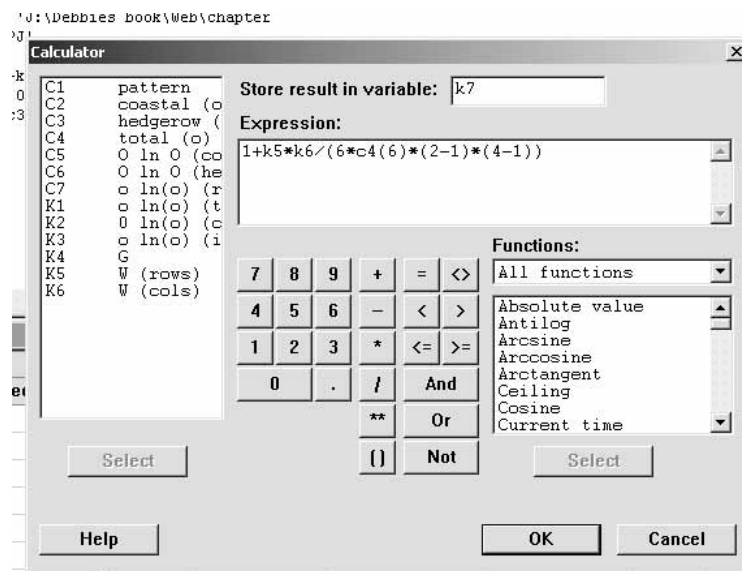 'J:\Debbies book\Web\chapter
Calculator
C1 pattern
C2 coastal (o
C3 hedgerow (
C4 total (o)
C5 O ln O (co
C6 O ln O (he
C7 o ln(o) (r
K1 o ln(o) (t
K2 0 ln(o) (c
K3 o ln(o) (i
K4 G
K5 W (rows)
K6 W (cols)
Select
Store result in variable: k7
Expression:
1+k5*k6/(6*c4(6)*(2-1)*(4-1))
7 8 9 + = <>
4 5 6 - < >
1 2 3 * <= >=
0 . / And
** Or
() Not
Functions:
All functions
Absolute value
Antilog
Arcsine
Arccosine
Arctangent
Ceiling
Cosine
Current time
Select
Help
OK
Cancel